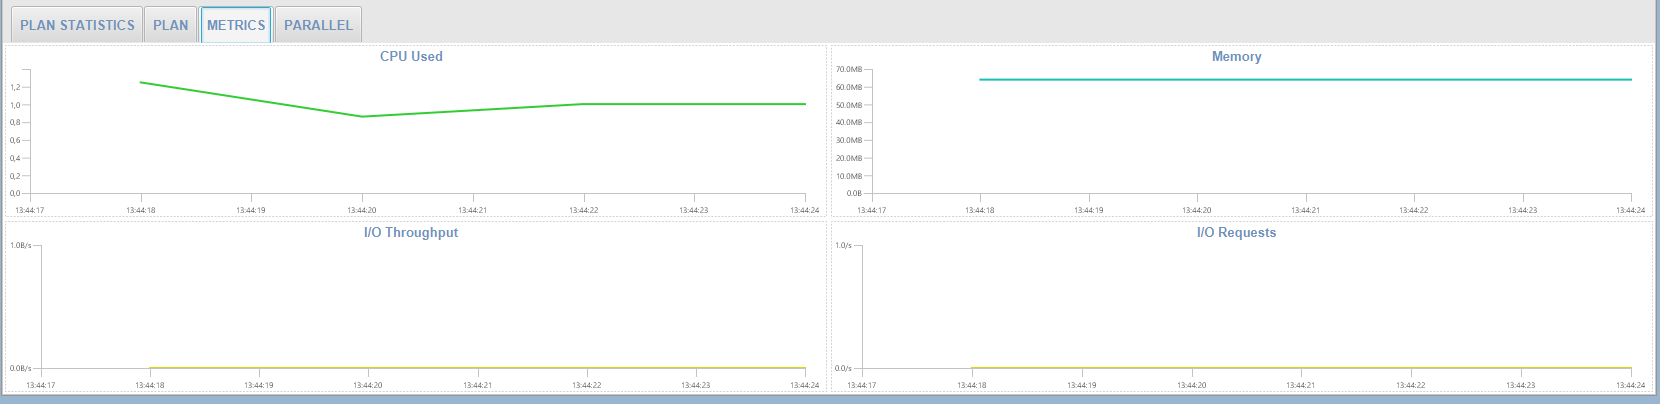 PLAN STATISTICS PLAN METRICS PARALLEL
CPU Used
1,2
1,0
0,8
0,6
0,4
0,2
0,0
13:44:17 13:44:18 13:44:19 13:44:20 13:44:21 13:44:22 13:44:23 13:44:24
Memory
70.0MB
60.0MB
50.0MB
40.0MB
30.0MB
20.0MB
10.0MB
0.0B
13:44:17 13:44:18 13:44:19 13:44:20 13:44:21 13:44:22 13:44:23 13:44:24
I/O Throughput
1.0B/s
0.0B/s
13:44:17 13:44:18 13:44:19 13:44:20 13:44:21 13:44:22 13:44:23 13:44:24
I/O Requests
1.0/s
0.0/s
13:44:17 13:44:18 13:44:19 13:44:20 13:44:21 13:44:22 13:44:23 13:44:24